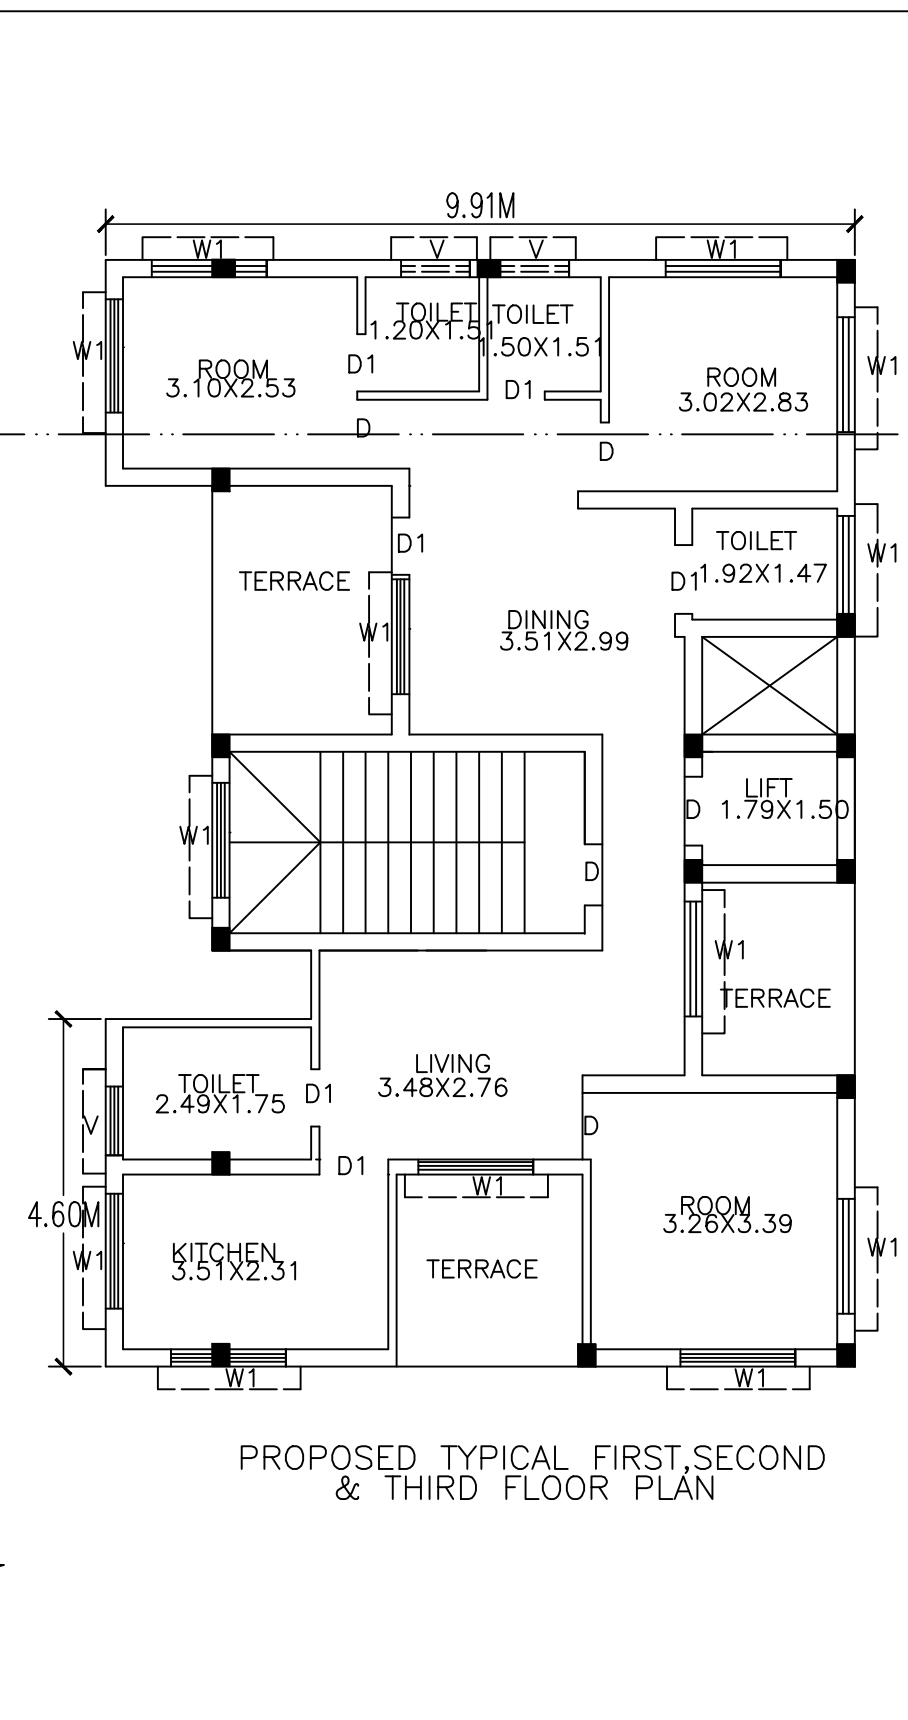 9.91M
W1
V
V
W1
TOILET
1.20X1.51
TOILET
1.50X1.51
W1
ROOM
3.10X2.53
D1
D1
ROOM
3.02X2.83
W1
D
D
D1
TOILET
1.92X1.47
W1
TERRACE
D1
W1
DINING
3.51X2.99
W1
D
LIFT
1.79X1.50
D
W1
TERRACE
LIVING
3.48X2.76
TOILET
2.49X1.75
D1
V
D
D1
W1
4.60M
W1
KITCHEN
3.51X2.31
TERRACE
ROOM
3.26X3.39
W1
W1
W1
PROPOSED TYPICAL FIRST,SECOND
& THIRD FLOOR PLAN